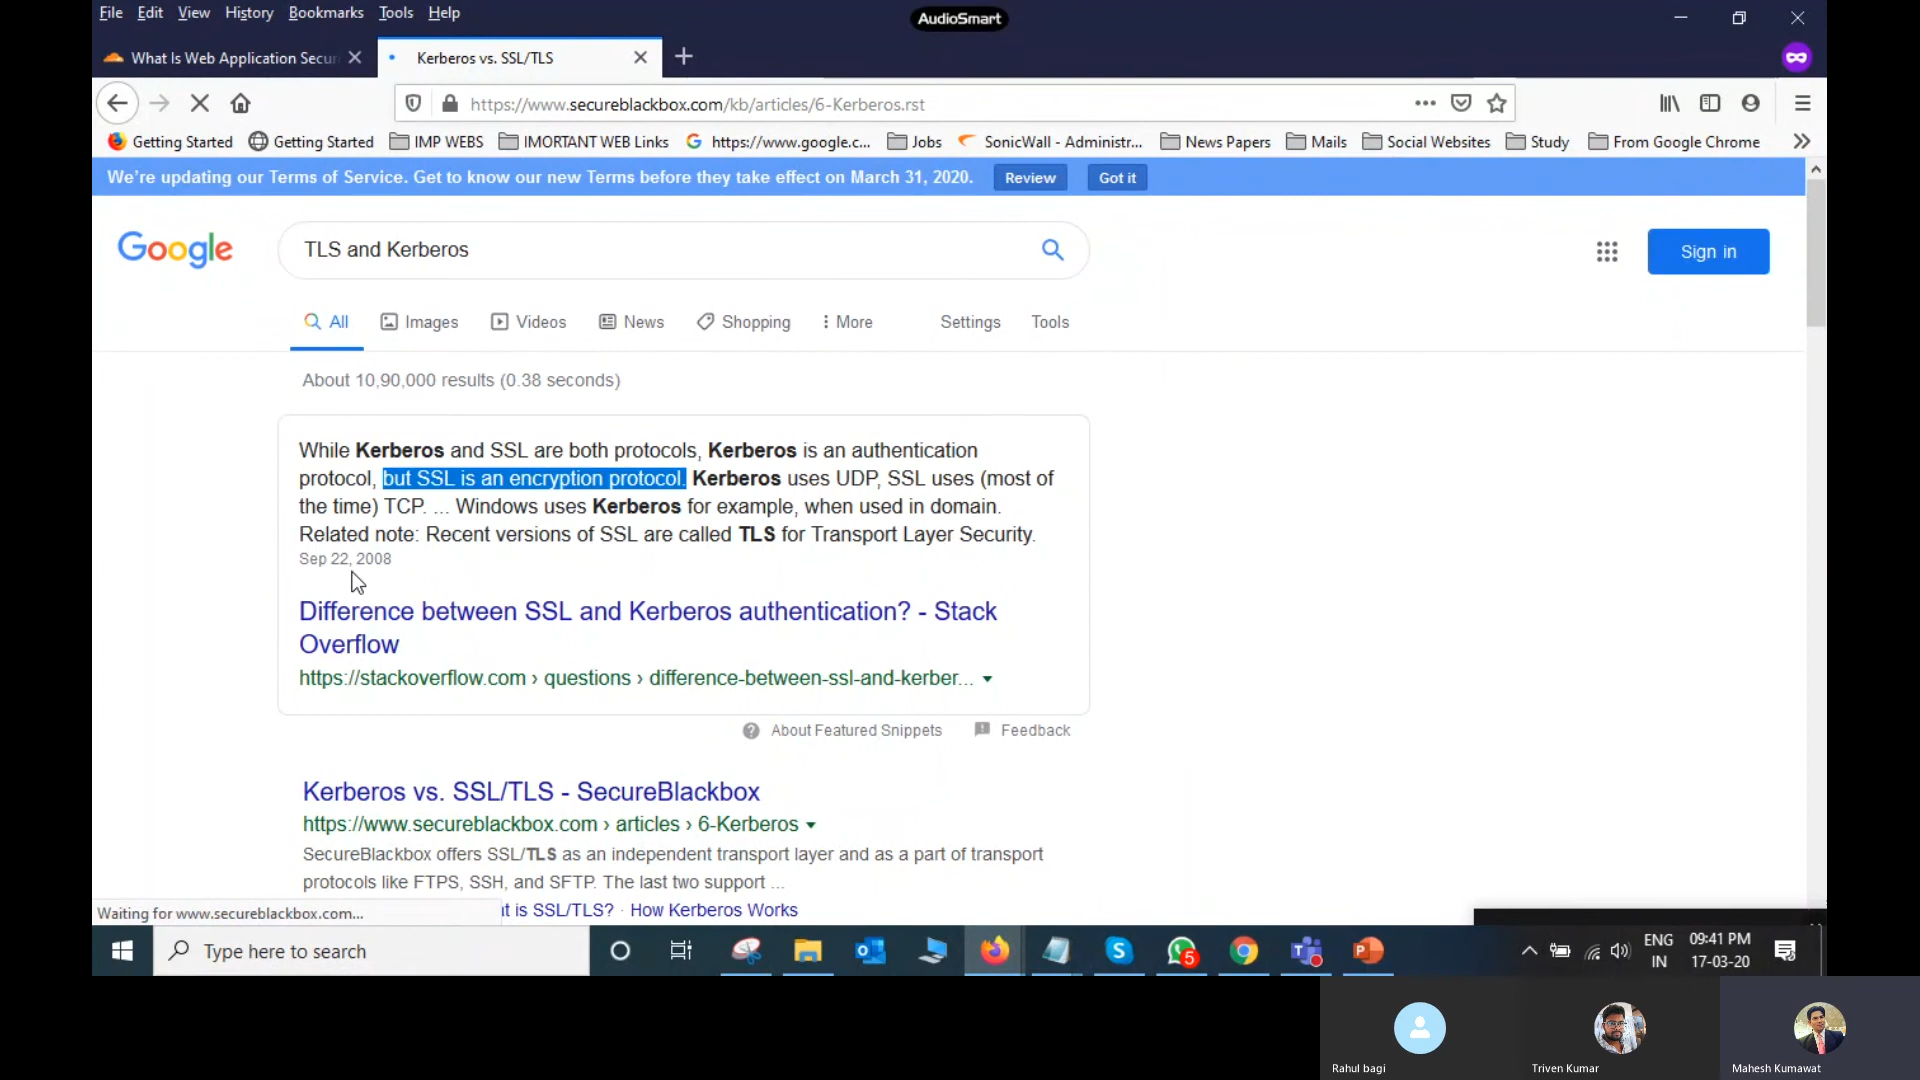 File Edit View History Bookmarks Tools Help
AudioSmart
What Is Web Application Secur
Kerberos vs. SSL/TLS
https://www.secureblackbox.com/kb/articles/6-Kerberos.rst
Getting Started Getting Started IMP WEBS IMORTANT WEB Links https://www.google.c... Jobs SonicWall - Administr... News Papers Mails Social Websites Study From Google Chrome
We're updating our Terms of Service. Get to know our new Terms before they take effect on March 31, 2020. Review Got it
Google
TLS and Kerberos
Sign in
All Images Videos News Shopping More Settings Tools
About 10,90,000 results (0.38 seconds)
While Kerberos and SSL are both protocols, Kerberos is an authentication
protocol, but SSL is an encryption protocol. Kerberos uses UDP, SSL uses (most of
the time) TCP. ... Windows uses Kerberos for example, when used in domain.
Related note: Recent versions of SSL are called TLS for Transport Layer Security.
Sep 22, 2008
Difference between SSL and Kerberos authentication? - Stack
Overflow
https://stackoverflow.com › questions › difference-between-ssl-and-kerber...
About Featured Snippets Feedback
Kerberos vs. SSL/TLS - SecureBlackbox
https://www.secureblackbox.com › articles › 6-Kerberos
SecureBlackbox offers SSL/TLS as an independent transport layer and as a part of transport
protocols like FTPS, SSH, and SFTP. The last two support ...
Waiting for www.secureblackbox.com...
is SSL/TLS? · How Kerberos Works
Type here to search
5
ENG
IN
09:41 PM
17-03-20
Rahul bagi
Triven Kumar
Mahesh Kumawat